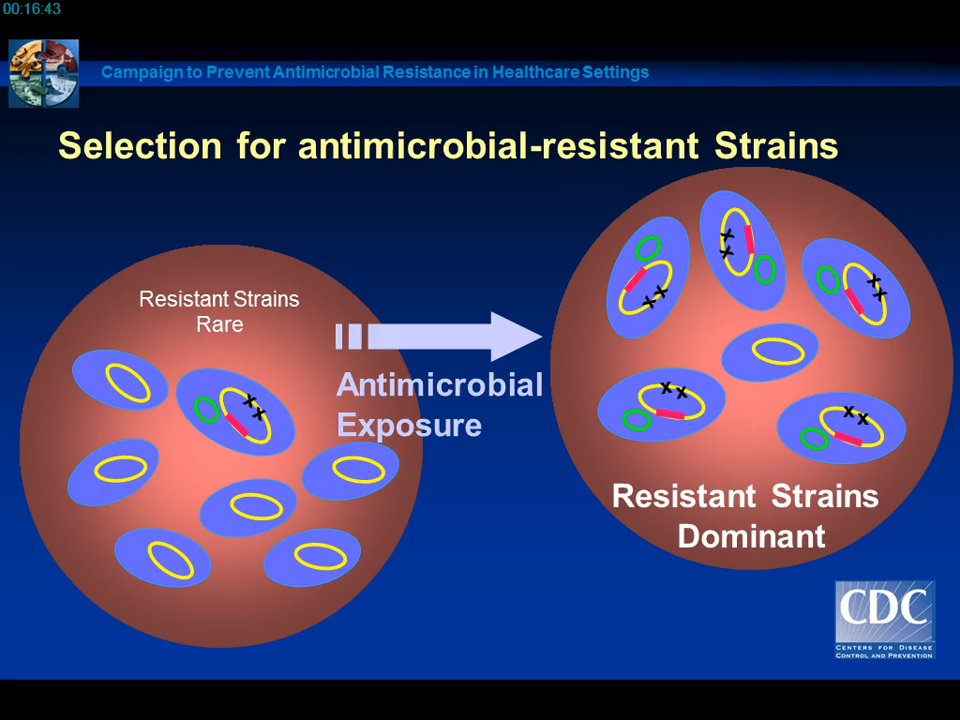 00:16:43
Campaign to Prevent Antimicrobial Resistance in Healthcare Settings
Selection for antimicrobial-resistant Strains
Resistant Strains
Rare
Antimicrobial
Exposure
x x
x x
x x
x x
x x
x x
Resistant Strains
Dominant
CDC
CENTERS FOR DISEASE
CONTROL AND PREVENTION